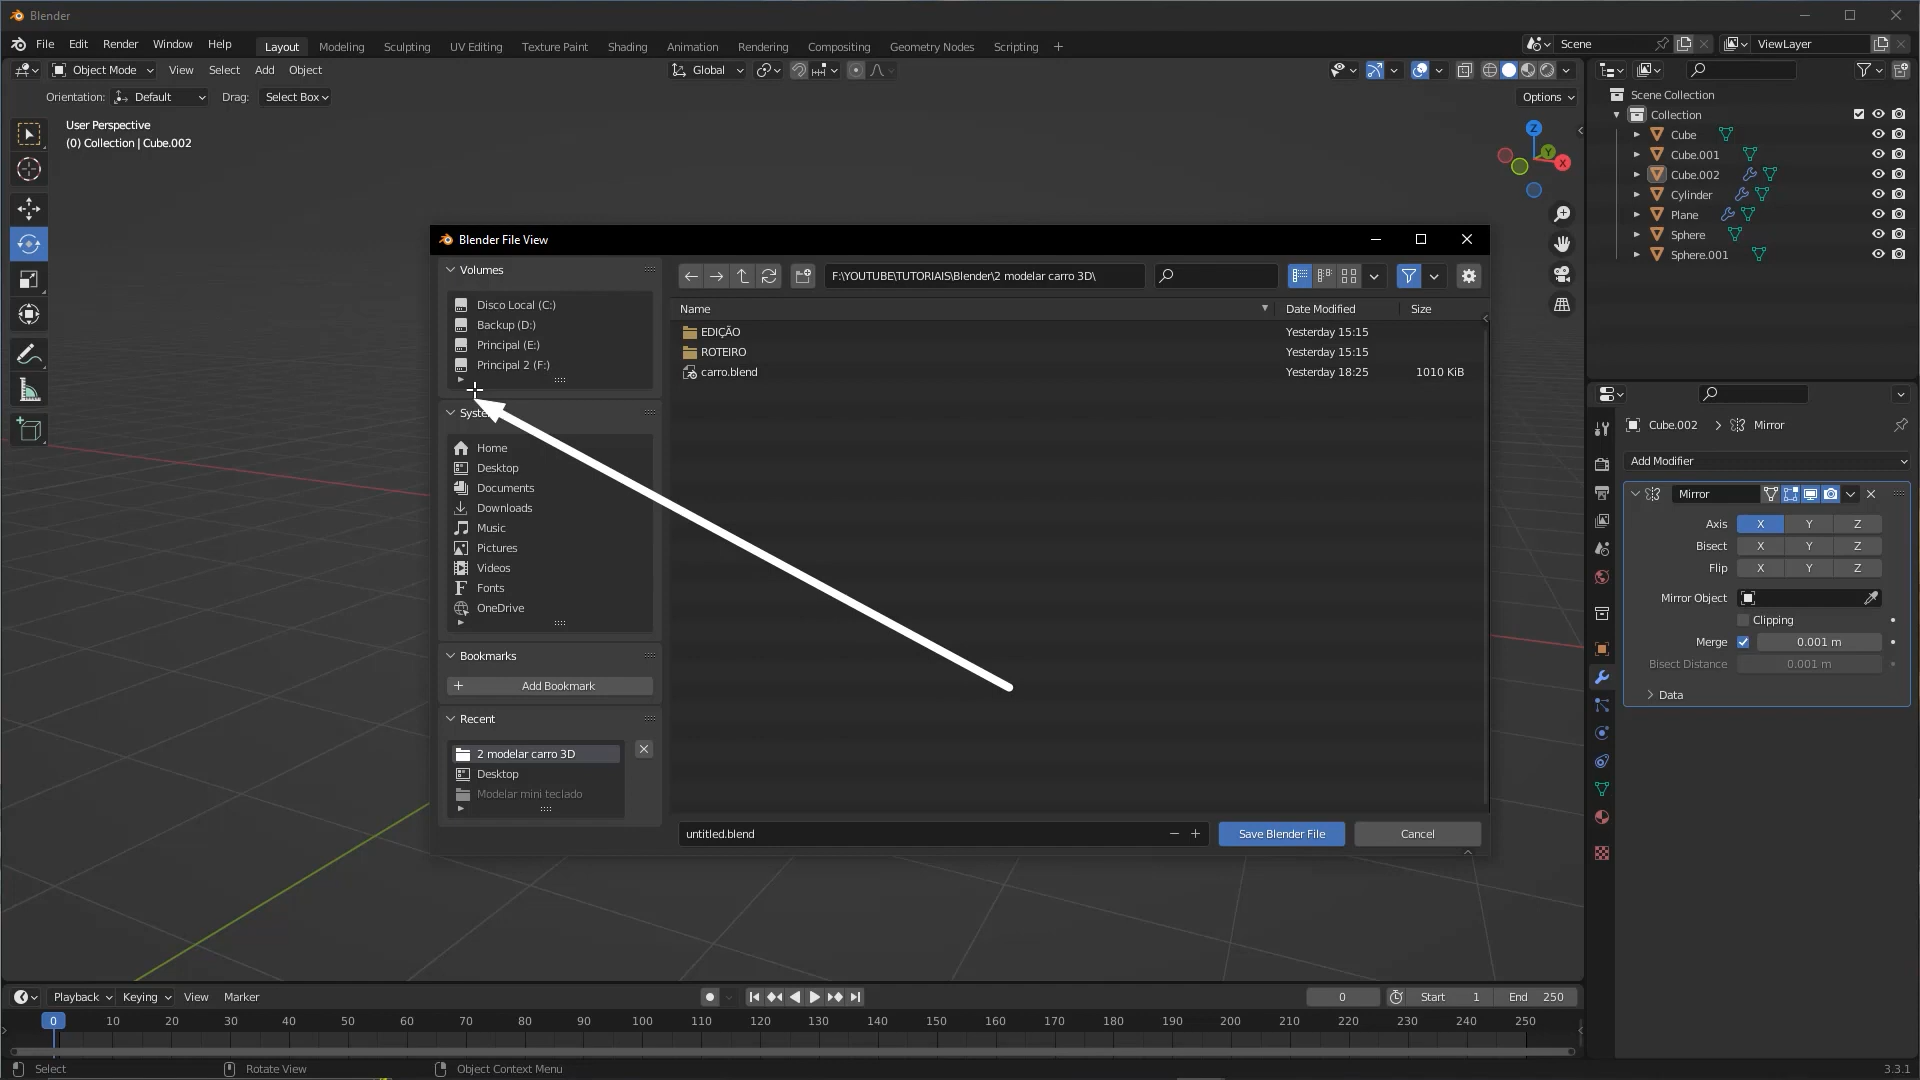 Blender
File Edit Render Window Help Layout Modeling Sculpting UV Editing Texture Paint Shading Animation Rendering Compositing Geometry Nodes Scripting + Scene ViewLayer
Object Mode View Select Add Object Global
Orientation: Default Drag: Select Box Options
User Perspective
(0) Collection | Cube.002
Z
Y
X
Scene Collection
Collection
Cube
Cube.001
Cube.002
Cylinder
Plane
Sphere
Sphere.001
Blender File View
Volumes
Disco Local (C:)
Backup (D:)
Principal (E:)
Principal 2 (F:)
System
Home
Desktop
Documents
Downloads
Music
Pictures
Videos
Fonts
OneDrive
Bookmarks
Add Bookmark
Recent
2 modelar carro 3D
Desktop
Modelar mini teclado
F:\YOUTUBE\TUTORIAIS\Blender\2 modelar carro 3D\
Name Date Modified Size
EDIÇÃO Yesterday 15:15
ROTEIRO Yesterday 15:15
carro.blend Yesterday 18:25 1010 KiB
untitled.blend Save Blender File Cancel
Cube.002 > Mirror
Add Modifier
Mirror
Axis X Y Z
Bisect X Y Z
Flip X Y Z
Mirror Object
Clipping
Merge 0.001 m
Bisect Distance 0.001 m
Data
Playback Keying View Marker 0 Start 1 End 250
0 10 20 30 40 50 60 70 80 90 100 110 120 130 140 150 160 170 180 190 200 210 220 230 240 250
Select Rotate View Object Context Menu 3.3.1